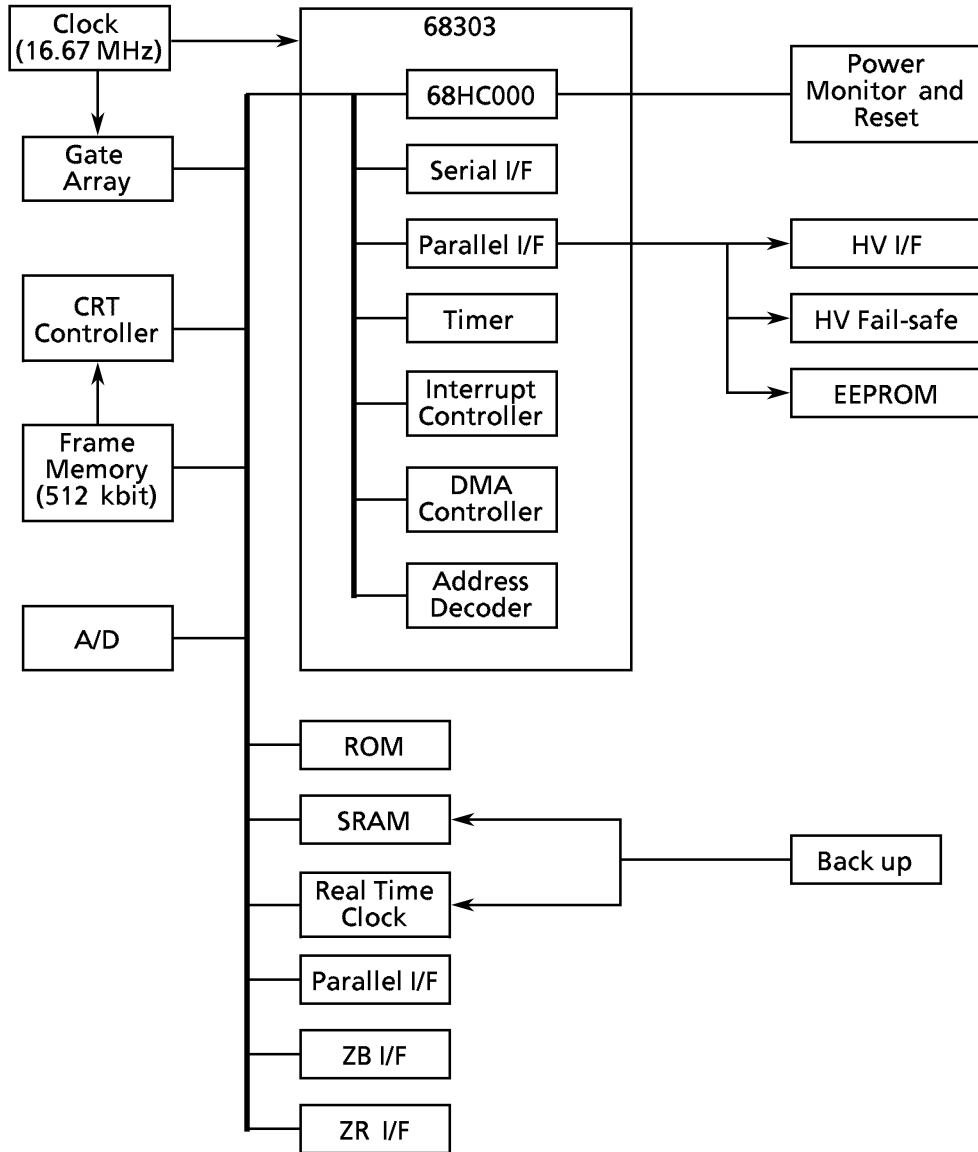 Clock
(16.67 MHz)
68303
68HC000
Power
Monitor and
Reset
Gate
Array
Serial I/F
Parallel I/F
HV I/F
CRT
Controller
Timer
HV Fail-safe
Interrupt
Controller
EEPROM
Frame
Memory
(512 kbit)
DMA
Controller
Address
Decoder
A/D
ROM
SRAM
Back up
Real Time
Clock
Parallel I/F
ZB I/F
ZR I/F